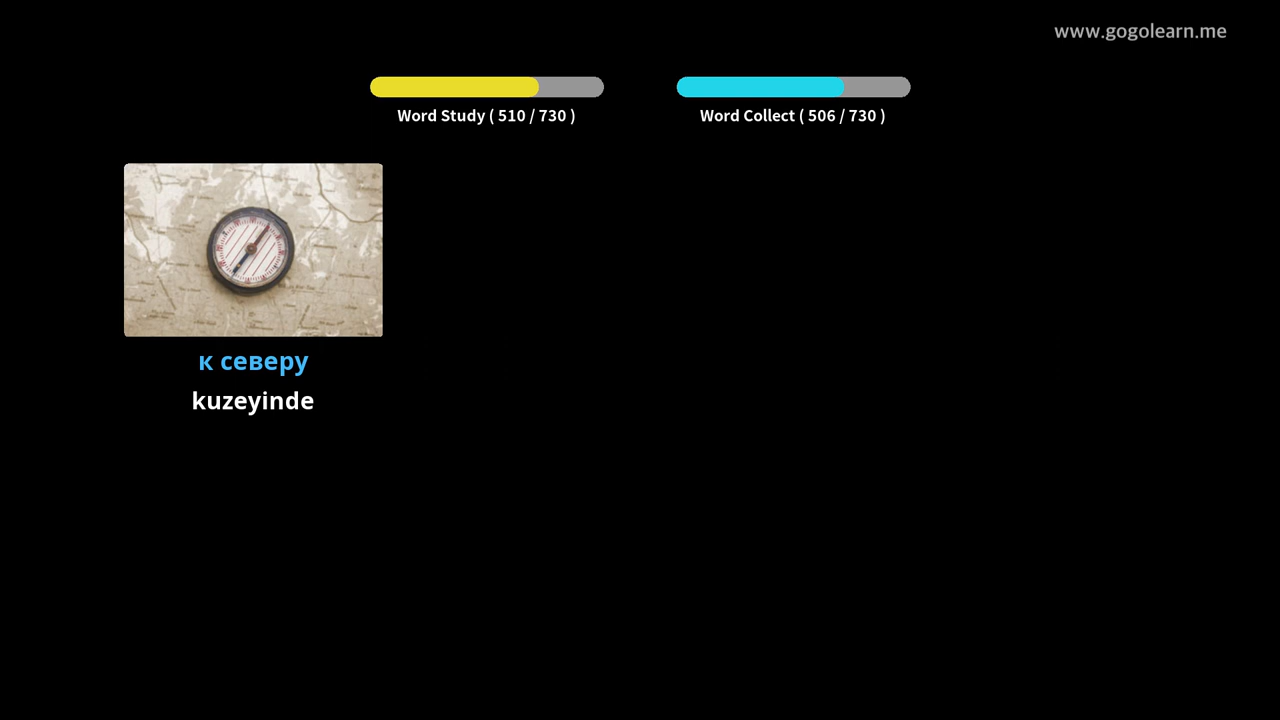 www.gogolearn.me
Word Study ( 510 / 730 )
Word Collect ( 506 / 730 )
к северу
kuzeyinde